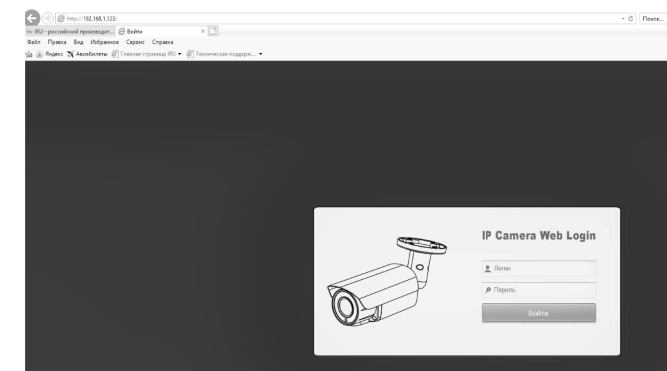 http://192.168.1.123/
Поиск...
iRU - российский производит...
Войти
Файл Правка Вид Избранное Сервис Справка
Яндекс Авиабилеты Главная страница IRU Техническая поддерж...
IP Camera Web Login
Логин
Пароль
Войти